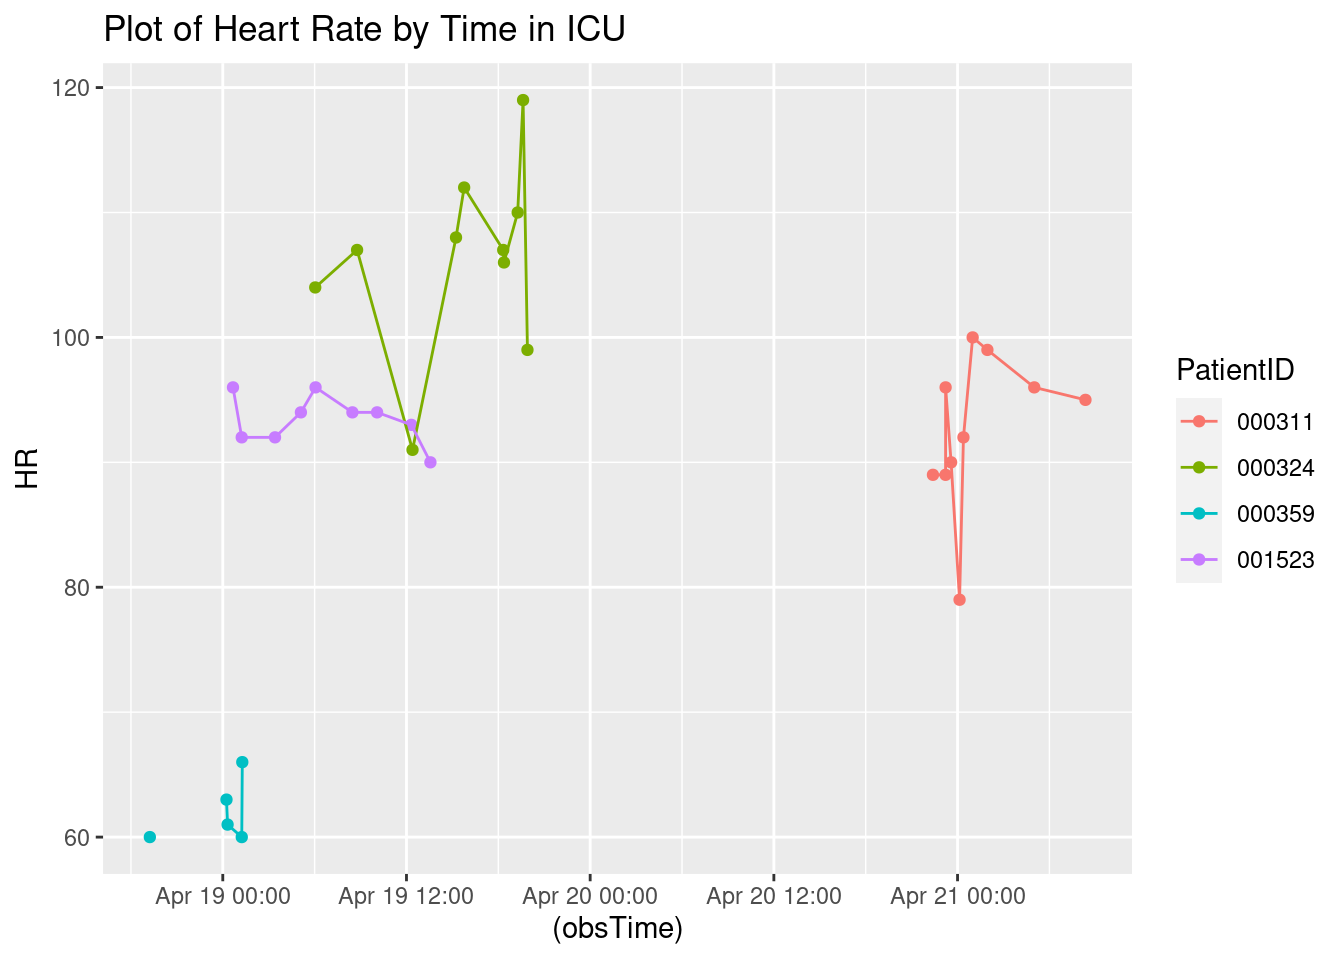 Plot of Heart Rate by Time in ICU
120
100
80
60
HR
Apr 19 00:00
Apr 19 12:00
Apr 20 00:00
Apr 20 12:00
Apr 21 00:00
(obsTime)
PatientID
000311
000324
000359
001523